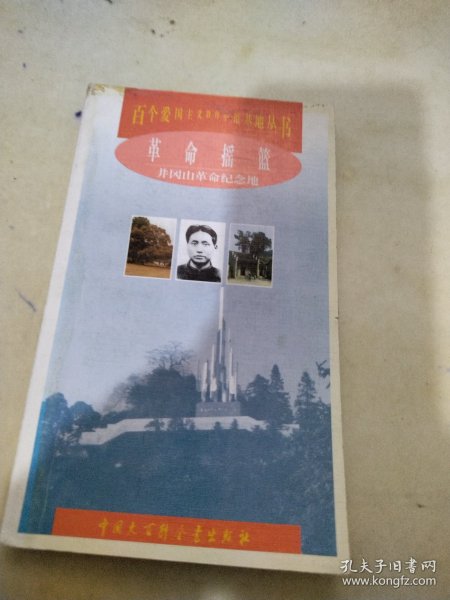 百个爱国主义教育示范基地丛书
革命摇篮
井冈山革命纪念地
中国大百科全书出版社
孔夫子旧书网
www.kongfz.com